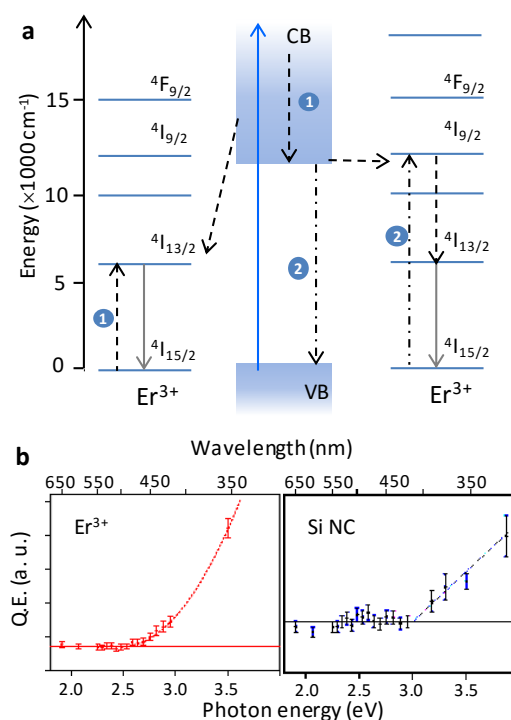 a
CB
⁴F₉/₂
⁴F₉/₂
15
1
⁴I₉/₂
⁴I₉/₂
10
2
2
⁴I₁₃/₂
⁴I₁₃/₂
5
1
⁴I₁₅/₂
⁴I₁₅/₂
0
VB
Er³⁺
Er³⁺
Energy (×1000cm⁻¹)
b
Wavelength (nm)
650 550 450 350
650 550 450 350
Er³⁺
Si NC
Q.E. (a. u.)
2.0 2.5 3.0 3.5
2.0 2.5 3.0 3.5
Photon energy (eV)